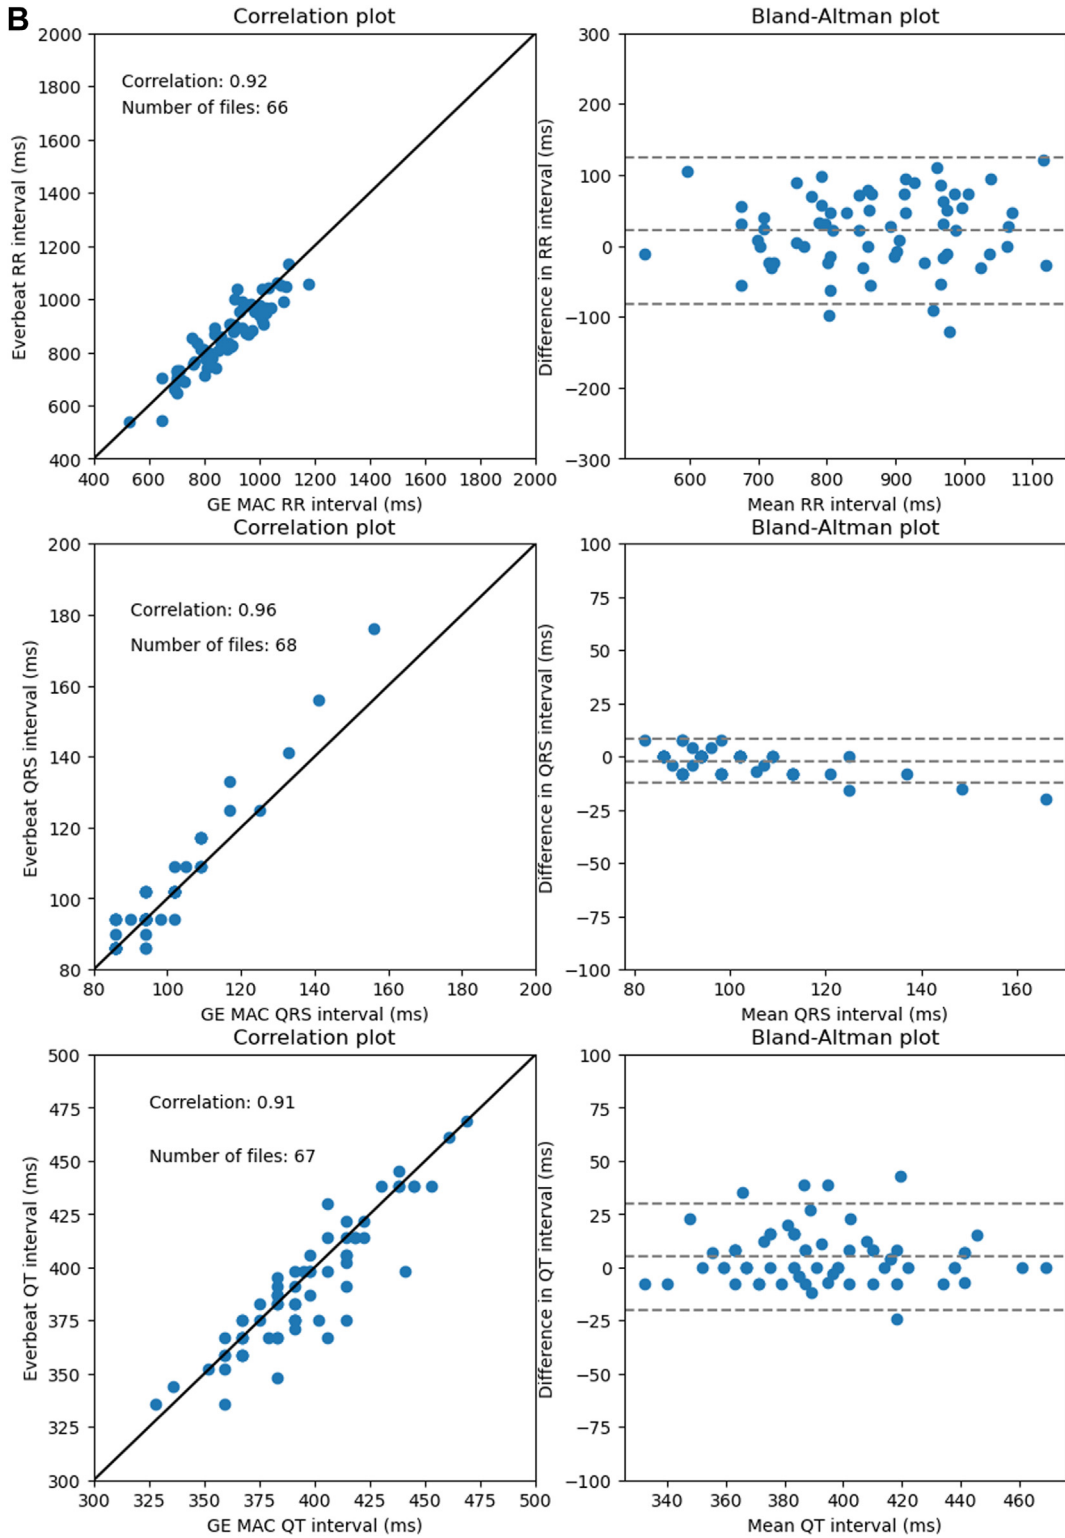 B
Correlation plot
Everbeat RR interval (ms)
2000
1800
1600
1400
1200
1000
800
600
400
Correlation: 0.92
Number of files: 66
400 600 800 1000 1200 1400 1600 1800 2000
GE MAC RR interval (ms)
Bland-Altman plot
Difference in RR interval (ms)
300
200
100
0
−100
−200
−300
600 700 800 900 1000 1100
Mean RR interval (ms)
Correlation plot
Everbeat QRS interval (ms)
200
180
160
140
120
100
80
Correlation: 0.96
Number of files: 68
80 100 120 140 160 180 200
GE MAC QRS interval (ms)
Bland-Altman plot
Difference in QRS interval (ms)
100
75
50
25
0
−25
−50
−75
−100
80 100 120 140 160
Mean QRS interval (ms)
Correlation plot
Everbeat QT interval (ms)
500
475
450
425
400
375
350
325
300
Correlation: 0.91
Number of files: 67
300 325 350 375 400 425 450 475 500
GE MAC QT interval (ms)
Bland-Altman plot
Difference in QT interval (ms)
100
75
50
25
0
−25
−50
−75
−100
340 360 380 400 420 440 460
Mean QT interval (ms)